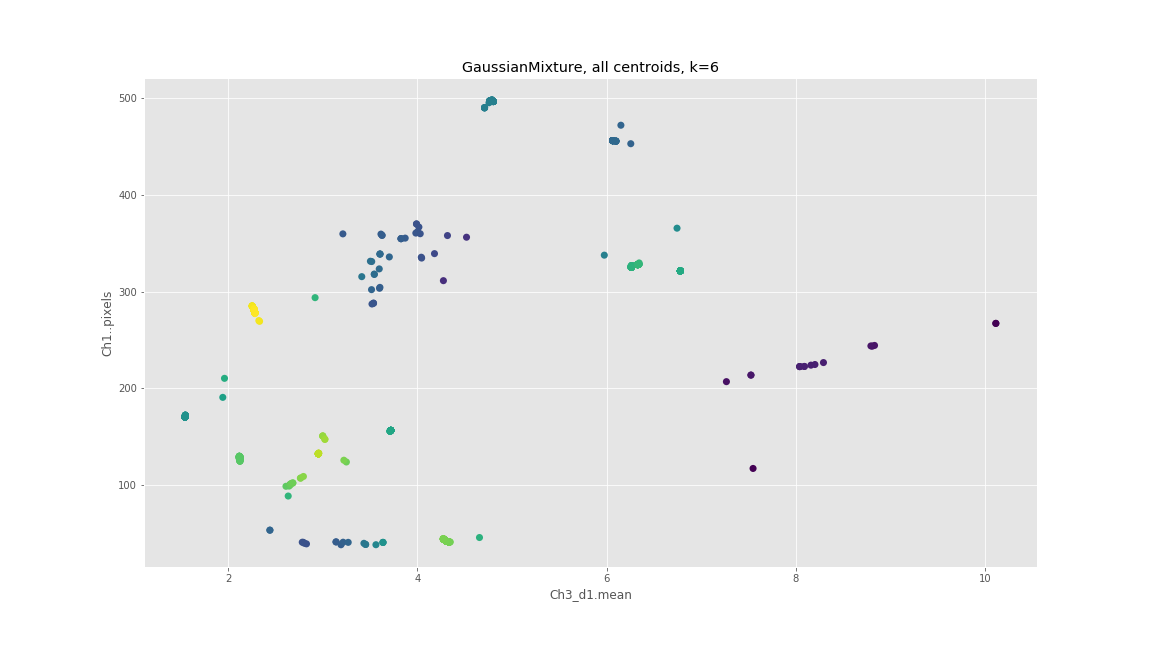 GaussianMixture, all centroids, k=6
500
400
300
200
100
Ch1..pixels
2 4 6 8 10
Ch3_d1.mean